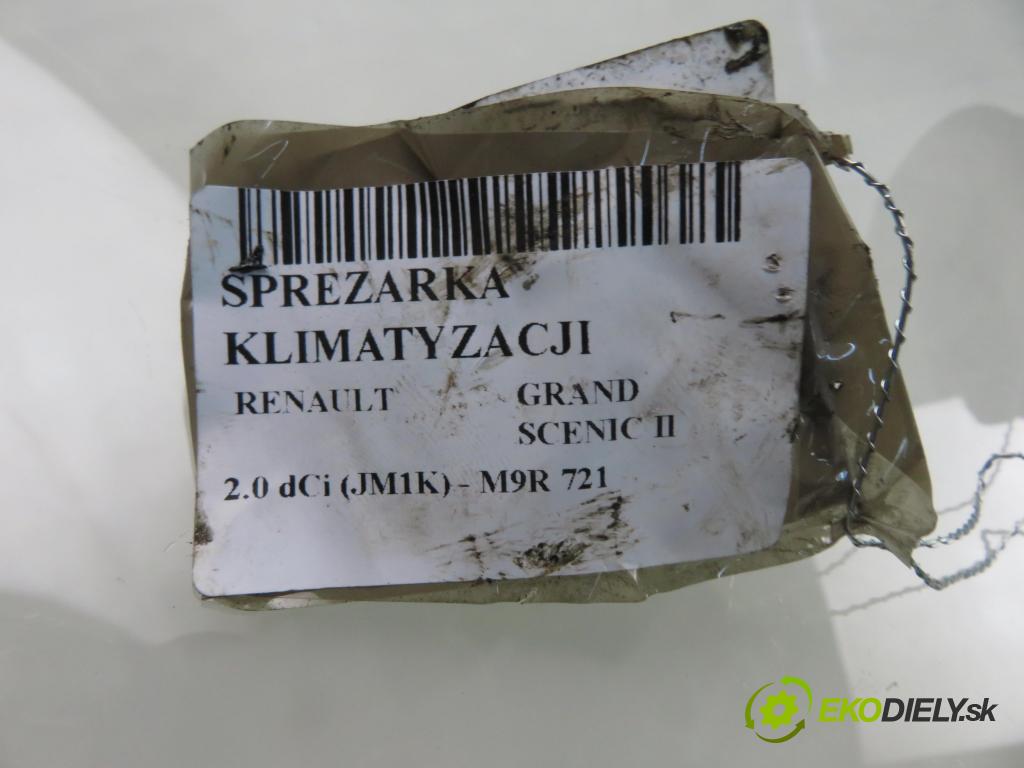 SPREZARKA
KLIMATYZACJI
RENAULT GRAND
SCENIC II
2.0 dCi (JM1K) - M9R 721
EKODIELY.sk